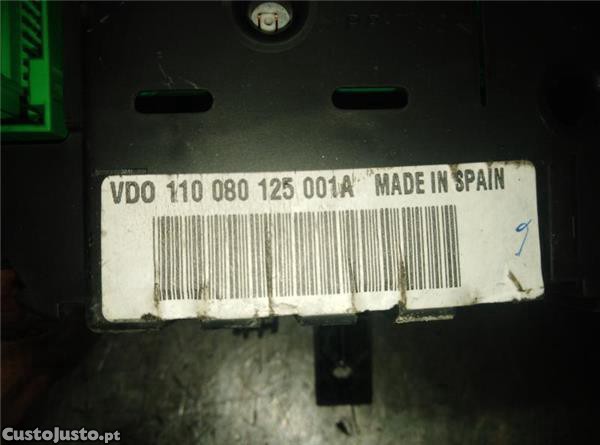 VDO 110 080 125 001A MADE IN SPAIN
9
CustoJusto.pt